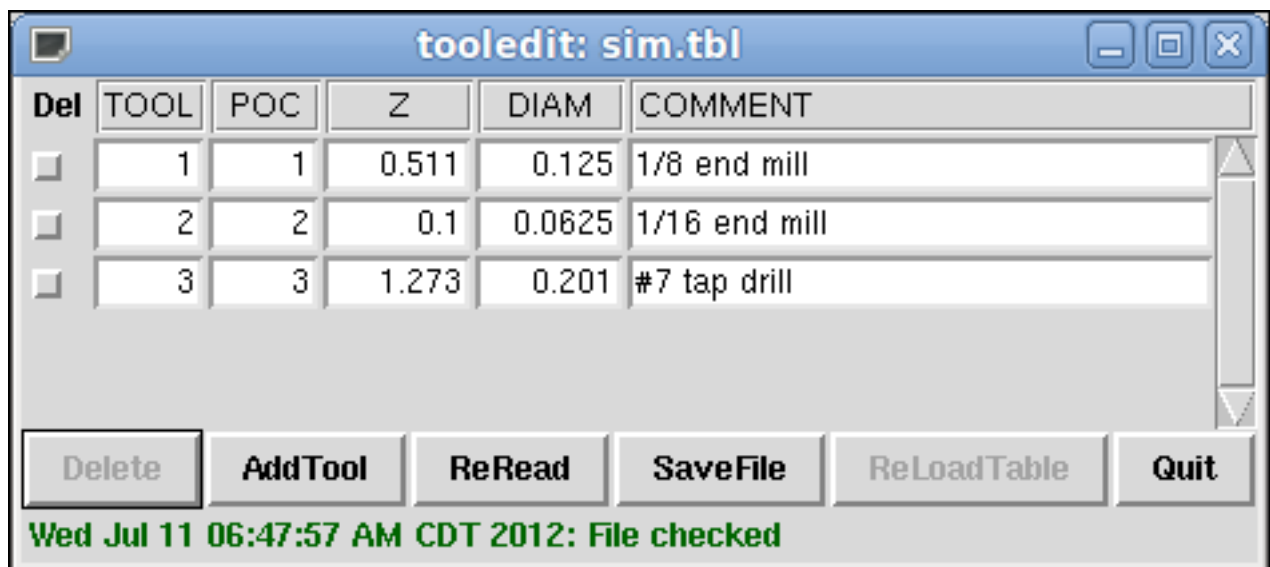 tooledit: sim.tbl
Del TOOL POC Z DIAM COMMENT
1 1 0.511 0.125 1/8 end mill
2 2 0.1 0.0625 1/16 end mill
3 3 1.273 0.201 #7 tap drill
Delete AddTool ReRead SaveFile ReLoadTable Quit
Wed Jul 11 06:47:57 AM CDT 2012: File checked